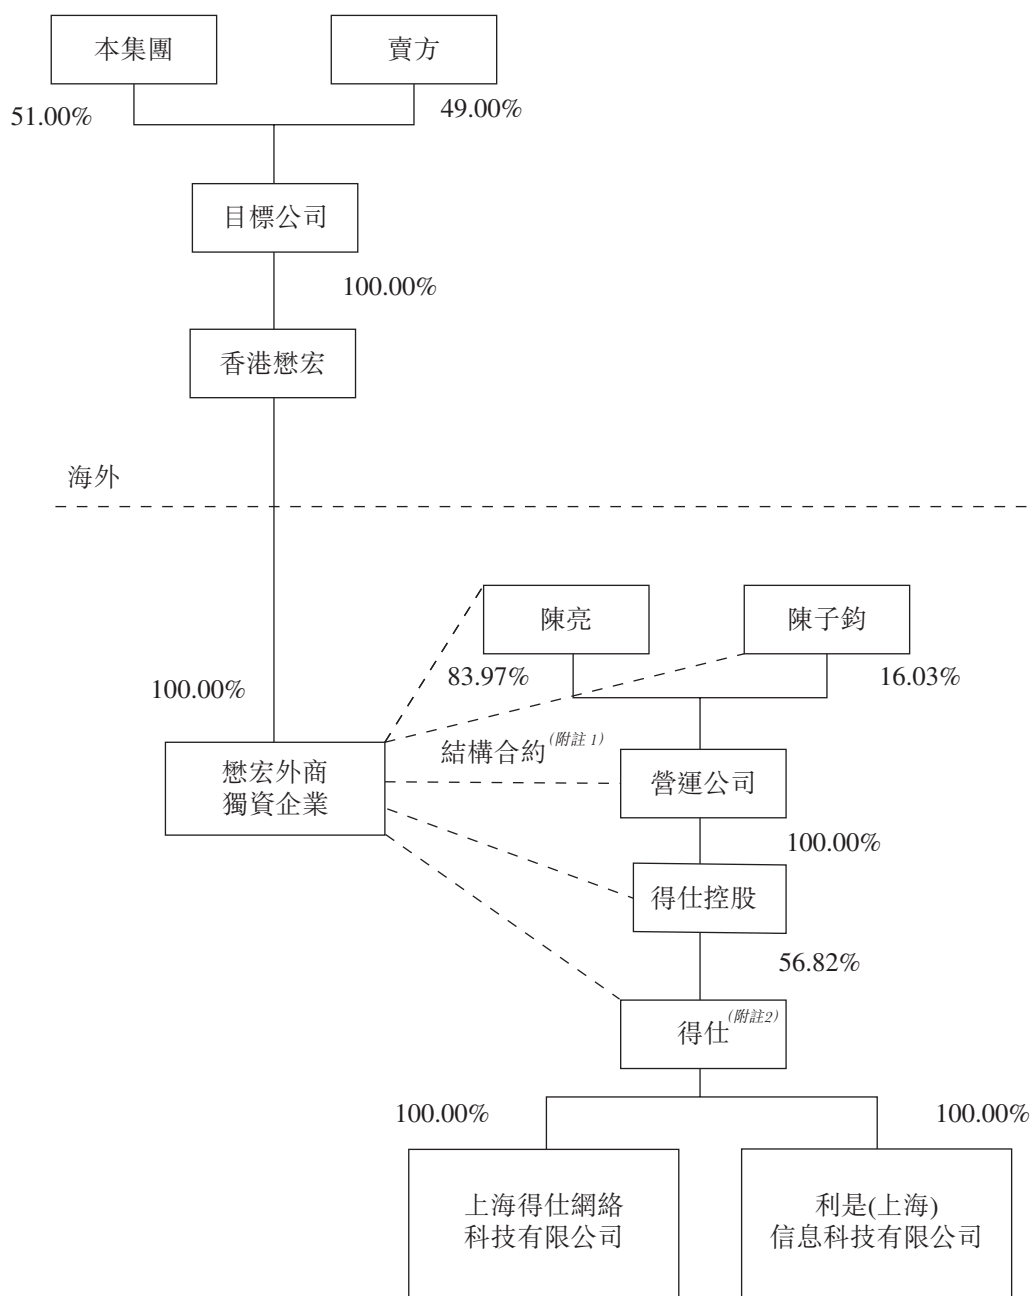 本集團
賣方
51.00%
49.00%
目標公司
100.00%
香港懋宏
海外
陳亮
陳子鈞
83.97%
16.03%
100.00%
結構合約(附註 1)
懋宏外商
獨資企業
營運公司
100.00%
得仕控股
56.82%
得仕(附註2)
100.00%
100.00%
上海得仕網絡
科技有限公司
利是(上海)
信息科技有限公司